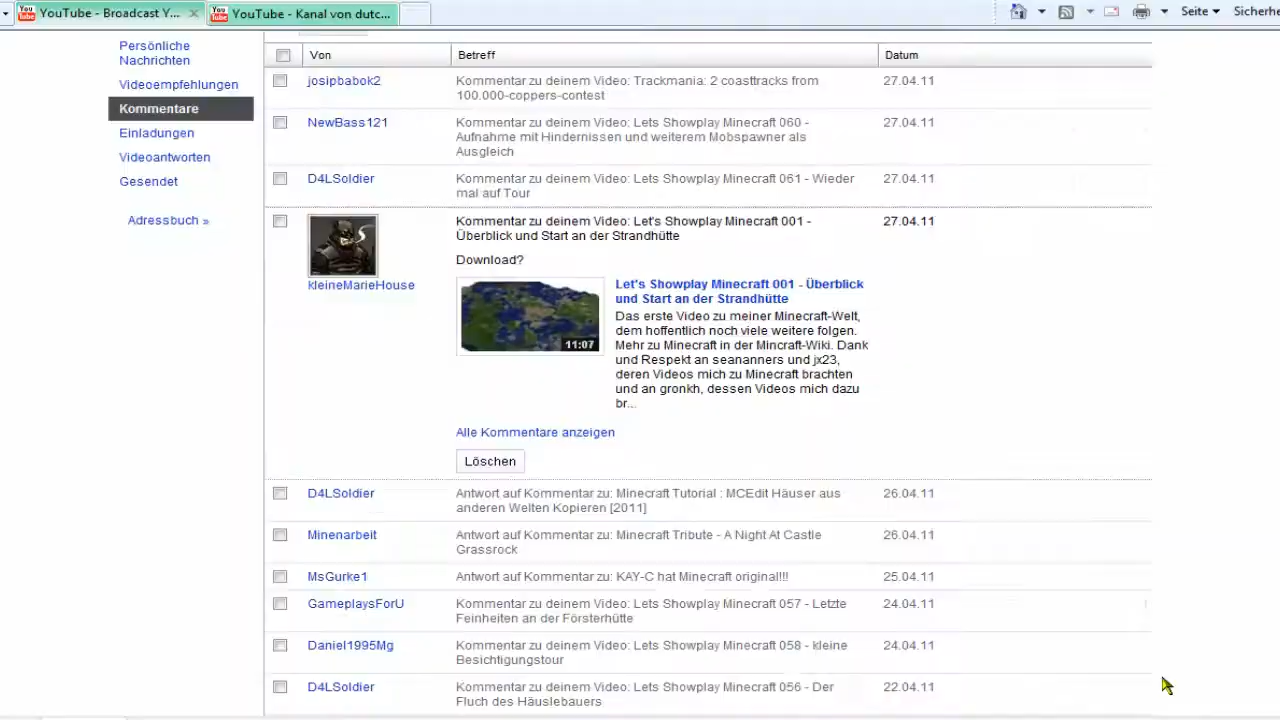 YouTube - Broadcast Y...
YouTube - Kanal von dutc...
Seite
Sicherhe
Persönliche
Nachrichten
Videoempfehlungen
Kommentare
Einladungen
Videoantworten
Gesendet
Adressbuch »
Von Betreff Datum
josipbabok2 Kommentar zu deinem Video: Trackmania: 2 coasttracks from 27.04.11
100.000-coppers-contest
NewBass121 Kommentar zu deinem Video: Lets Showplay Minecraft 060 - 27.04.11
Aufnahme mit Hindernissen und weiterem Mobspawner als
Ausgleich
D4LSoldier Kommentar zu deinem Video: Lets Showplay Minecraft 061 - Wieder 27.04.11
mal auf Tour
Kommentar zu deinem Video: Let's Showplay Minecraft 001 - 27.04.11
Überblick und Start an der Strandhütte
Download?
kleineMarieHouse
11:07
Let's Showplay Minecraft 001 - Überblick
und Start an der Strandhütte
Das erste Video zu meiner Minecraft-Welt,
dem hoffentlich noch viele weitere folgen.
Mehr zu Minecraft in der Mincraft-Wiki. Dank
und Respekt an seananners und jx23,
deren Videos mich zu Minecraft brachten
und an gronkh, dessen Videos mich dazu
br...
Alle Kommentare anzeigen
Löschen
D4LSoldier Antwort auf Kommentar zu: Minecraft Tutorial : MCEdit Häuser aus 26.04.11
anderen Welten Kopieren [2011]
Minenarbeit Antwort auf Kommentar zu: Minecraft Tribute - A Night At Castle 26.04.11
Grassrock
MsGurke1 Antwort auf Kommentar zu: KAY-C hat Minecraft original!!! 25.04.11
GameplaysForU Kommentar zu deinem Video: Lets Showplay Minecraft 057 - Letzte 24.04.11
Feinheiten an der Försterhütte
Daniel1995Mg Kommentar zu deinem Video: Lets Showplay Minecraft 058 - kleine 24.04.11
Besichtigungstour
D4LSoldier Kommentar zu deinem Video: Lets Showplay Minecraft 056 - Der 22.04.11
Fluch des Häuslebauers